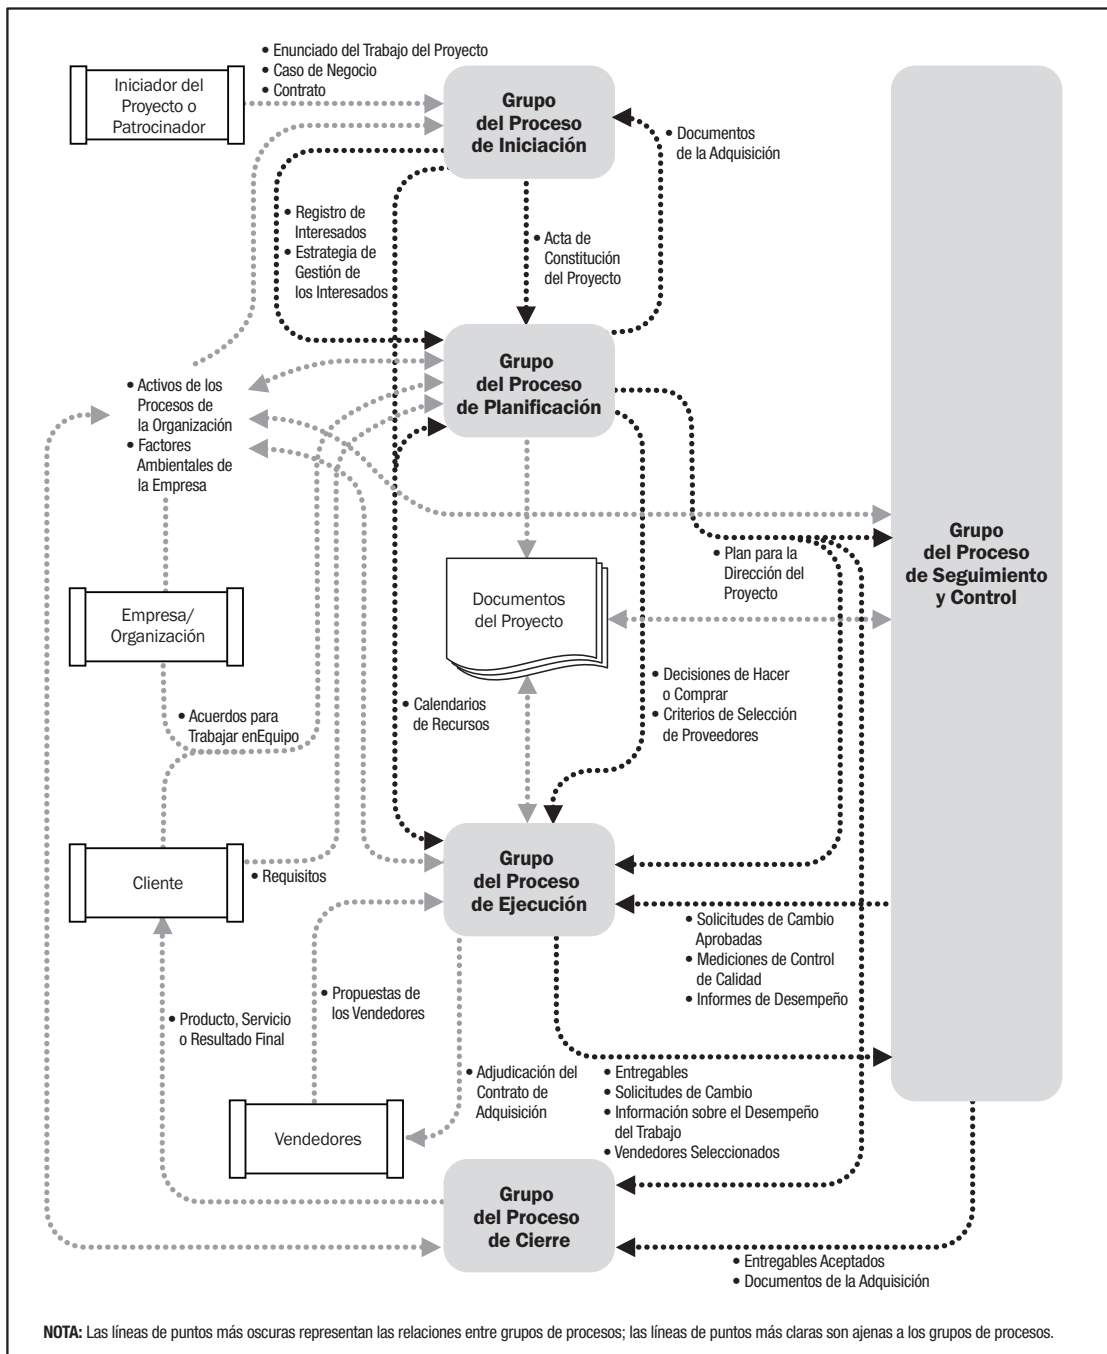 • Enunciado del Trabajo del Proyecto
• Caso de Negocio
• Contrato
Iniciador del
Proyecto o
Patrocinador
Grupo
del Proceso
de Iniciación
• Documentos
de la Adquisición
• Registro de
Interesados
• Estrategia de
Gestión de
los Interesados
• Acta de
Constitución
del Proyecto
Grupo
del Proceso
de Planificación
• Activos de los
Procesos de
la Organización
• Factores
Ambientales de
la Empresa
Grupo
del Proceso
de Seguimiento
y Control
• Plan para la
Dirección del
Proyecto
Empresa/
Organización
Documentos
del Proyecto
• Decisiones de Hacer
o Comprar
• Criterios de Selección
de Proveedores
• Calendarios
de Recursos
• Acuerdos para
Trabajar enEquipo
Cliente
• Requisitos
Grupo
del Proceso
de Ejecución
• Solicitudes de Cambio
Aprobadas
• Mediciones de Control
de Calidad
• Informes de Desempeño
• Propuestas de
los Vendedores
• Producto, Servicio
o Resultado Final
• Adjudicación del
Contrato de
Adquisición
• Entregables
• Solicitudes de Cambio
• Información sobre el Desempeño
del Trabajo
• Vendedores Seleccionados
Vendedores
Grupo
del Proceso
de Cierre
• Entregables Aceptados
• Documentos de la Adquisición
NOTA: Las líneas de puntos más oscuras representan las relaciones entre grupos de procesos; las líneas de puntos más claras son ajenas a los grupos de procesos.